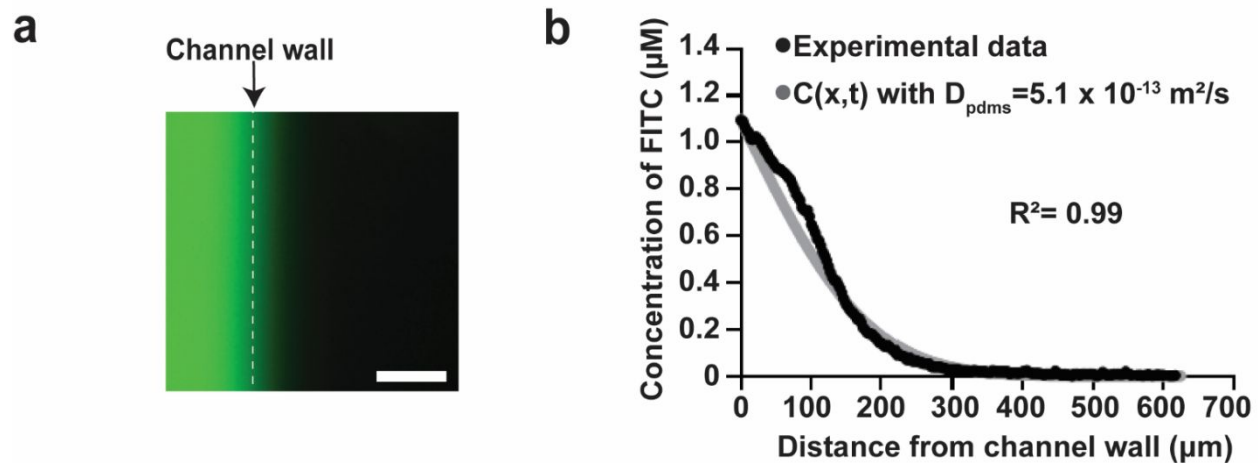 a
Channel wall
b
Concentration of FITC (µM)
1.4
1.2
1.0
0.8
0.6
0.4
0.2
0
●Experimental data
●C(x,t) with Dpdms=5.1 x 10⁻¹³ m²/s
R²= 0.99
0 100 200 300 400 500 600 700
Distance from channel wall (µm)